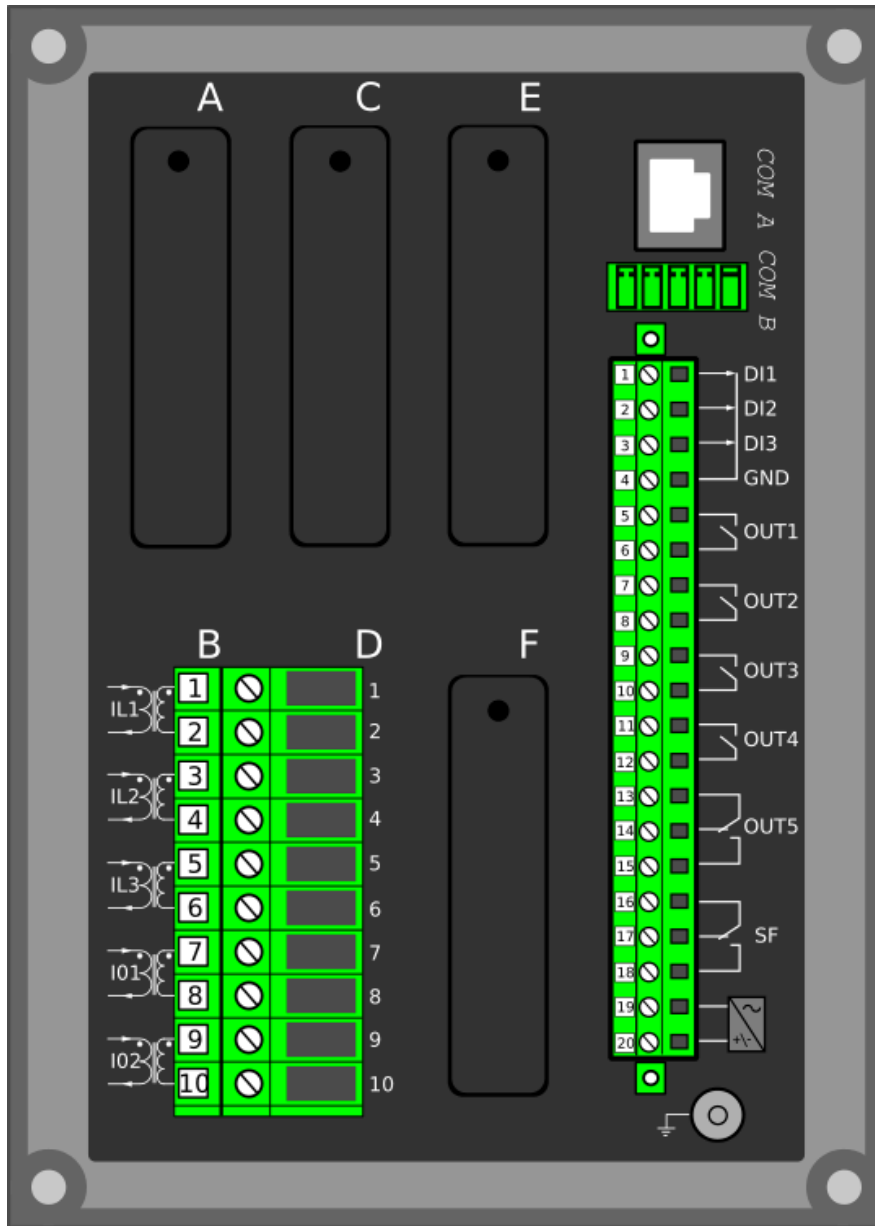 A C E
COM A
COM B
1 DI1
2 DI2
3 DI3
4 GND
5
OUT1
6
7
OUT2
8
9
OUT3
10
11
OUT4
12
13
14 OUT5
15
16
17 SF
18
19 ~
20 +/-
B D F
1 1
IL1
2 2
3 3
IL2
4 4
5 5
IL3
6 6
7 7
I01
8 8
9 9
I02
10 10